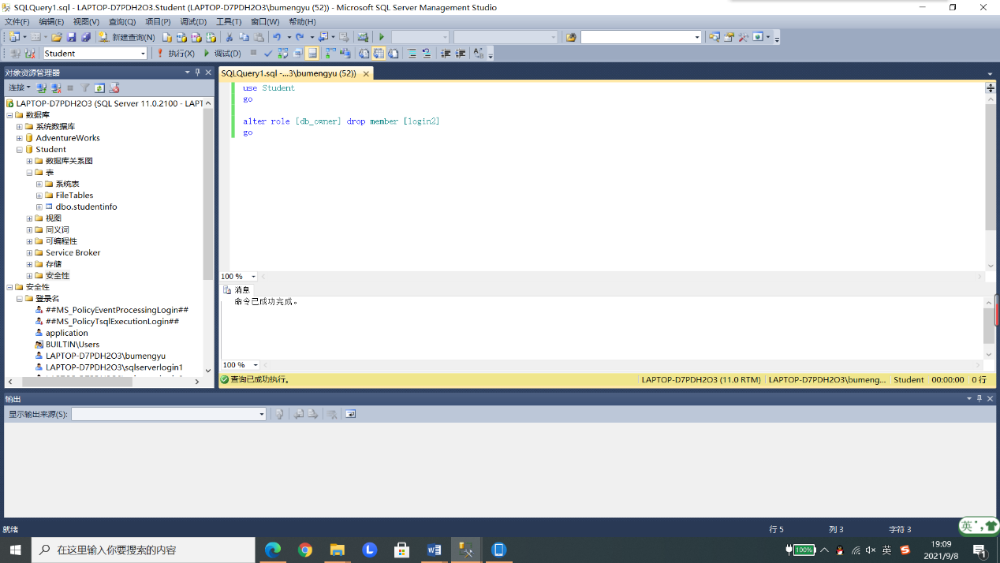 SQLQuery1.sql - LAPTOP-D7PDH2O3.Student (LAPTOP-D7PDH2O3\bumengyu (52)) - Microsoft SQL Server Management Studio
文件(F) 编辑(E) 视图(V) 查询(Q) 项目(P) 调试(D) 工具(T) 窗口(W) 帮助(H)
新建查询(N)
Student 执行(X) 调试(D)
对象资源管理器
连接
LAPTOP-D7PDH2O3 (SQL Server 11.0.2100 - LAPT
数据库
系统数据库
AdventureWorks
Student
数据库关系图
表
系统表
FileTables
dbo.studentinfo
视图
同义词
可编程性
Service Broker
存储
安全性
安全性
登录名
##MS_PolicyEventProcessingLogin##
##MS_PolicyTsqlExecutionLogin##
application
BUILTIN\Users
LAPTOP-D7PDH2O3\bumengyu
LAPTOP-D7PDH2O3\sqlserverlogin1
SQLQuery1.sql -...3\bumengyu (52))
use Student
go
alter role [db_owner] drop member [login2]
go
100 %
消息
命令已成功完成。
100 %
查询已成功执行。 LAPTOP-D7PDH2O3 (11.0 RTM) LAPTOP-D7PDH2O3\bumeng... Student 00:00:00 0 行
输出
显示输出来源(S):
就绪 行 5 列 3 字符 3
英
在这里输入你要搜索的内容
100% 英 19:09
2021/9/8
1